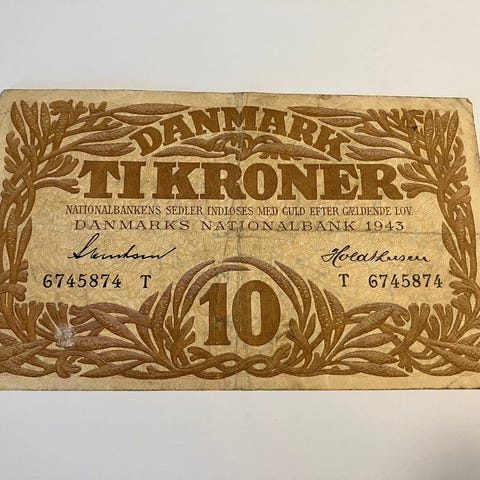 DANMARK
TI KRONER
NATIONALBANKENS SEDLER INDLØSES MED GULD EFTER GÆLDENDE LOV
DANMARKS NATIONALBANK 1943
6745874 T T 6745874
10